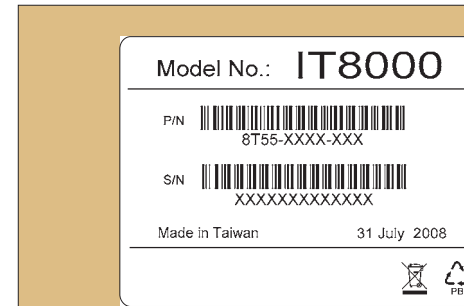 Model No.: IT8000
P/N
8T55-XXXX-XXX
S/N
XXXXXXXXXXXXX
Made in Taiwan 31 July 2008
PB